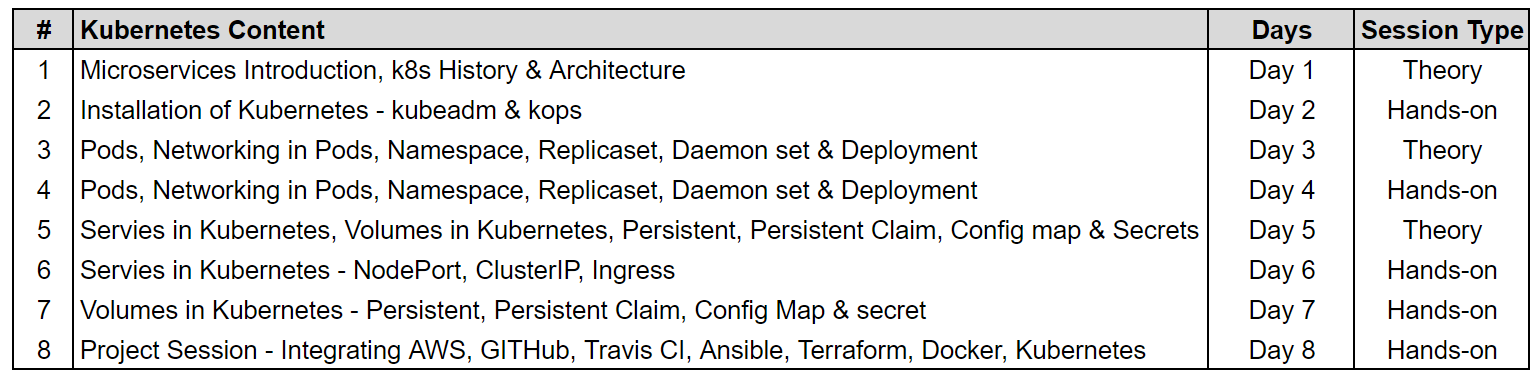 # Kubernetes Content Days Session Type
1 Microservices Introduction, k8s History & Architecture Day 1 Theory
2 Installation of Kubernetes - kubeadm & kops Day 2 Hands-on
3 Pods, Networking in Pods, Namespace, Replicaset, Daemon set & Deployment Day 3 Theory
4 Pods, Networking in Pods, Namespace, Replicaset, Daemon set & Deployment Day 4 Hands-on
5 Servies in Kubernetes, Volumes in Kubernetes, Persistent, Persistent Claim, Config map & Secrets Day 5 Theory
6 Servies in Kubernetes - NodePort, ClusterIP, Ingress Day 6 Hands-on
7 Volumes in Kubernetes - Persistent, Persistent Claim, Config Map & secret Day 7 Hands-on
8 Project Session - Integrating AWS, GITHub, Travis CI, Ansible, Terraform, Docker, Kubernetes Day 8 Hands-on